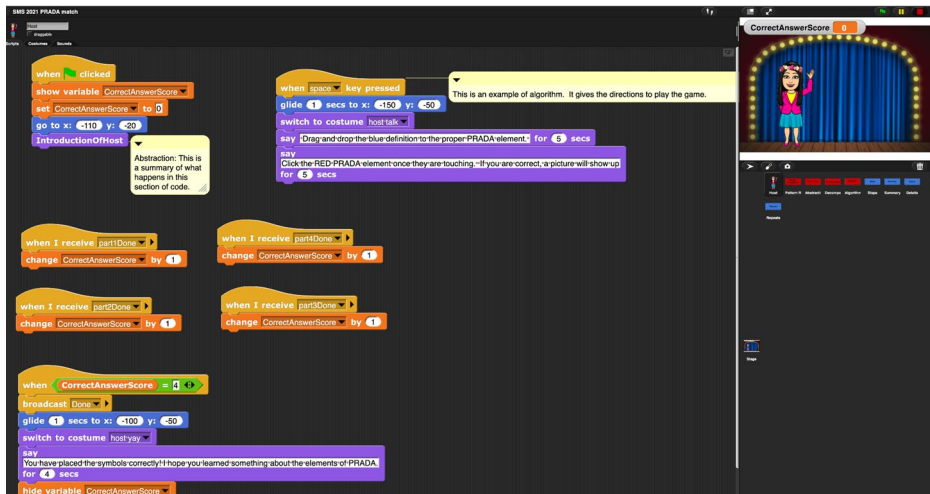 SMS 2021 PRADA match
Host
draggable
Scripts Costumes Sounds
when clicked
show variable CorrectAnswerScore
set CorrectAnswerScore to 0
go to x: -110 y: -20
IntroductionOfHost
Abstraction: This is
a summary of what
happens in this
section of code.
when space key pressed
glide 1 secs to x: -150 y: -50
switch to costume host talk
say Drag and drop the blue definition to the proper PRADA element. for 5 secs
say
Click the RED PRADA element once they are touching. If you are correct, a picture will show up
for 5 secs
This is an example of algorithm. It gives the directions to play the game.
when I receive part1Done
change CorrectAnswerScore by 1
when I receive part4Done
change CorrectAnswerScore by 1
when I receive part2Done
change CorrectAnswerScore by 1
when I receive part3Done
change CorrectAnswerScore by 1
when CorrectAnswerScore = 4
broadcast Done
glide 1 secs to x: -100 y: -50
switch to costume host yay
say
You have placed the symbols correctly! I hope you learned something about the elements of PRADA.
for 4 secs
hide variable CorrectAnswerScore
CorrectAnswerScore 0
Host Pattern R Abstracti Decompo Algorithm Steps Summary Details
Repeats
Stage